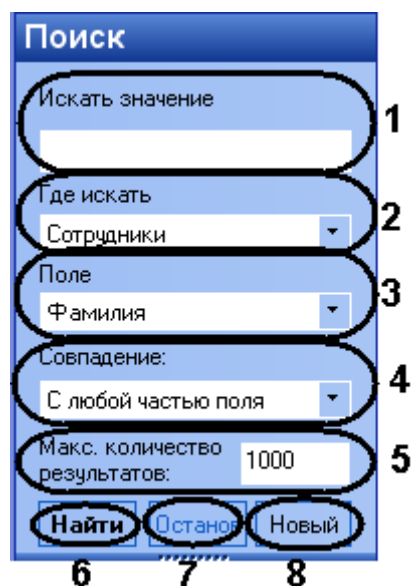 Поиск
Искать значение
1
Где искать
Сотрудники
2
Поле
Фамилия
3
Совпадение:
С любой частью поля
4
Макс. количество
результатов:
1000
5
Найти Останов Новый
6 7 8